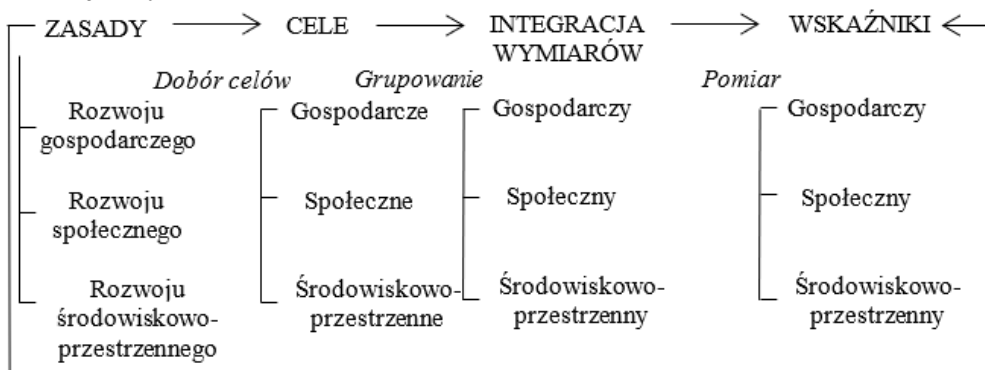 ZASADY
CELE
INTEGRACJA
WYMIARÓW
WSKAŹNIKI
Dobór celów
Grupowanie
Pomiar
Rozwoju
gospodarczego
Gospodarcze
Gospodarczy
Gospodarczy
Rozwoju
społecznego
Społeczne
Społeczny
Społeczny
Rozwoju
środowiskowo-
przestrzennego
Środowiskowo-
przestrzenne
Środowiskowo-
przestrzenny
Środowiskowo-
przestrzenny